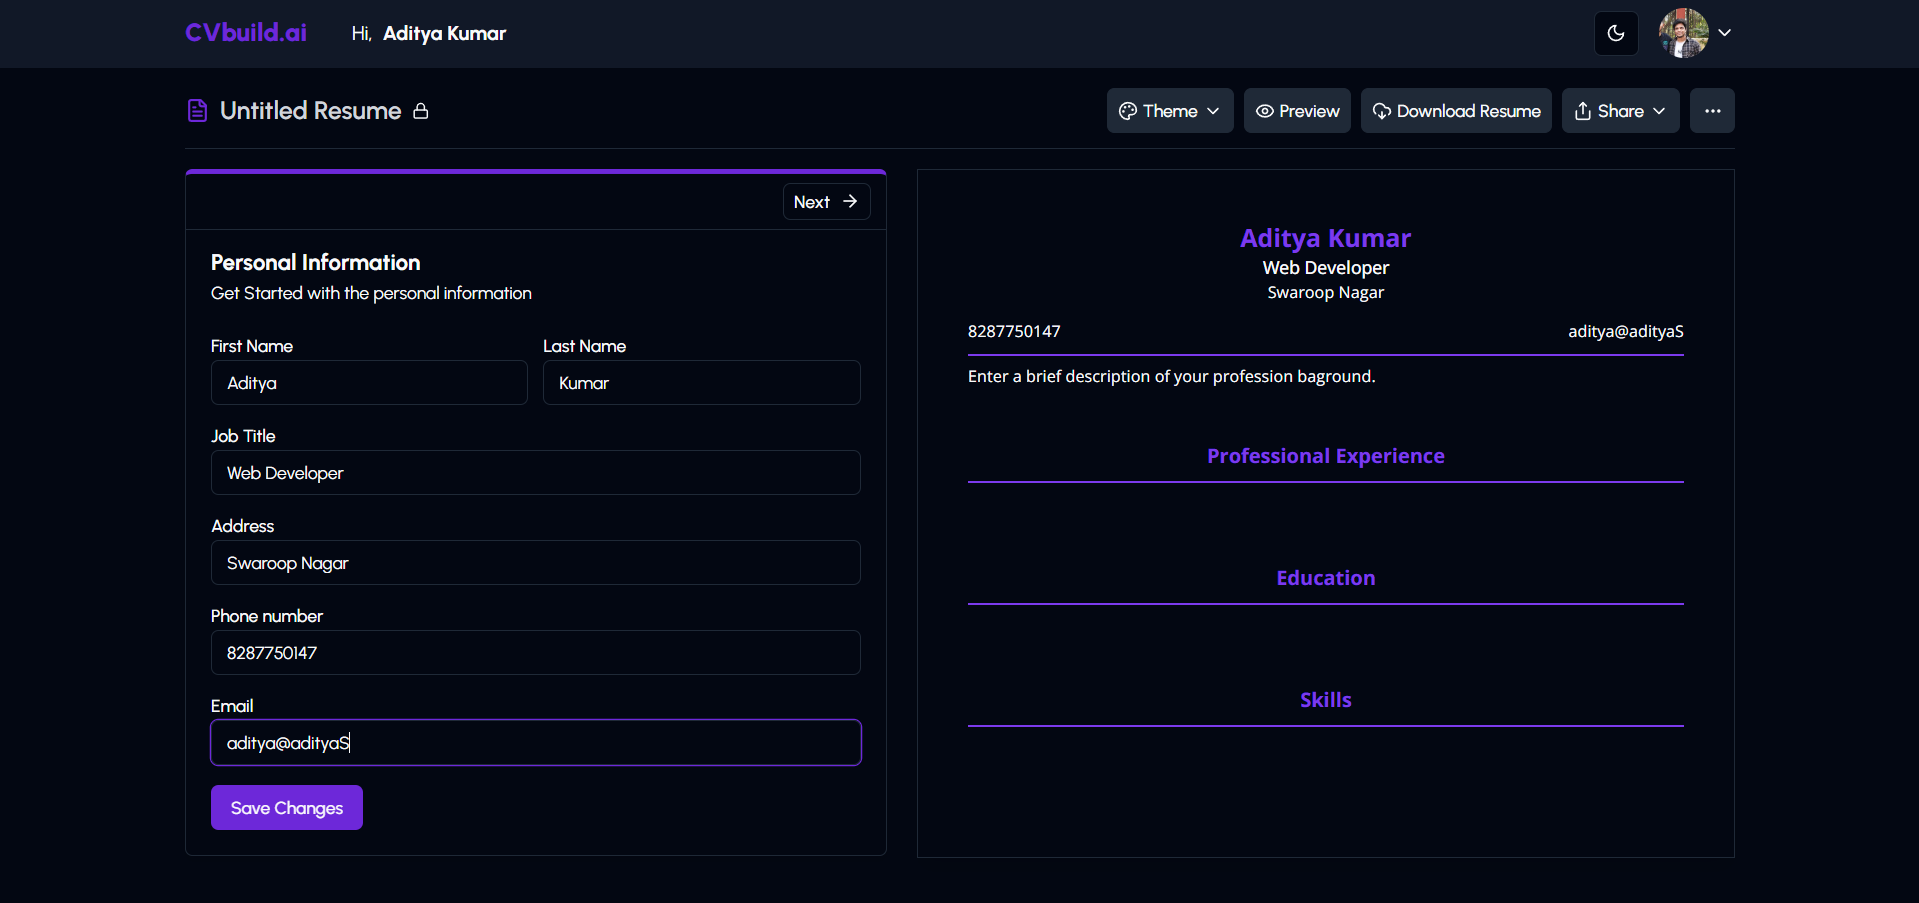 CVbuild.ai
Hi, Aditya Kumar
Untitled Resume
Theme
Preview
Download Resume
Share
Next
Personal Information
Get Started with the personal information
First Name
Last Name
Aditya
Kumar
Job Title
Web Developer
Address
Swaroop Nagar
Phone number
8287750147
Email
aditya@adityaS
Save Changes
Aditya Kumar
Web Developer
Swaroop Nagar
8287750147
aditya@adityaS
Enter a brief description of your profession baground.
Professional Experience
Education
Skills